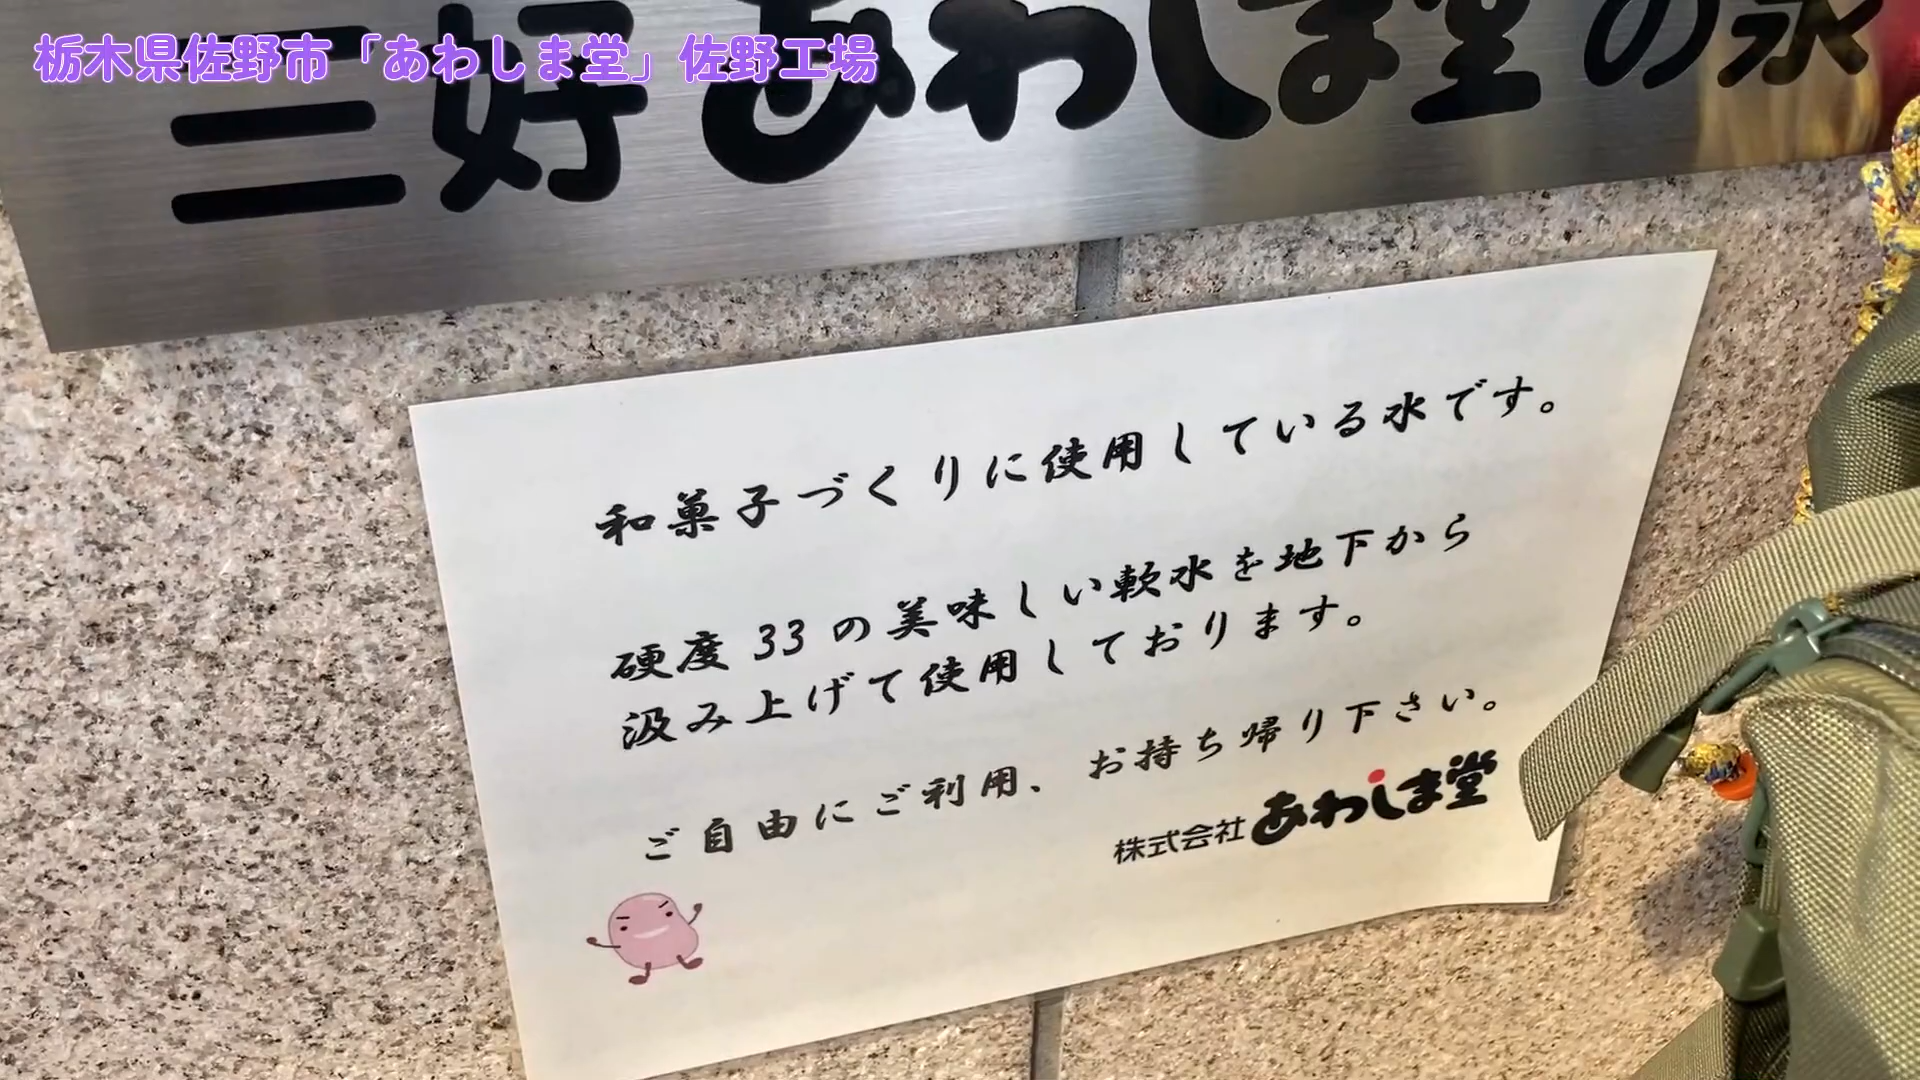 栃木県佐野市「あわしま堂」佐野工場
三好 あわしま堂の水
和菓子づくりに使用している水です。
硬度 33 の美味しい軟水を地下から
汲み上げて使用しております。
ご自由にご利用、お持ち帰り下さい。
株式会社 あわしま堂